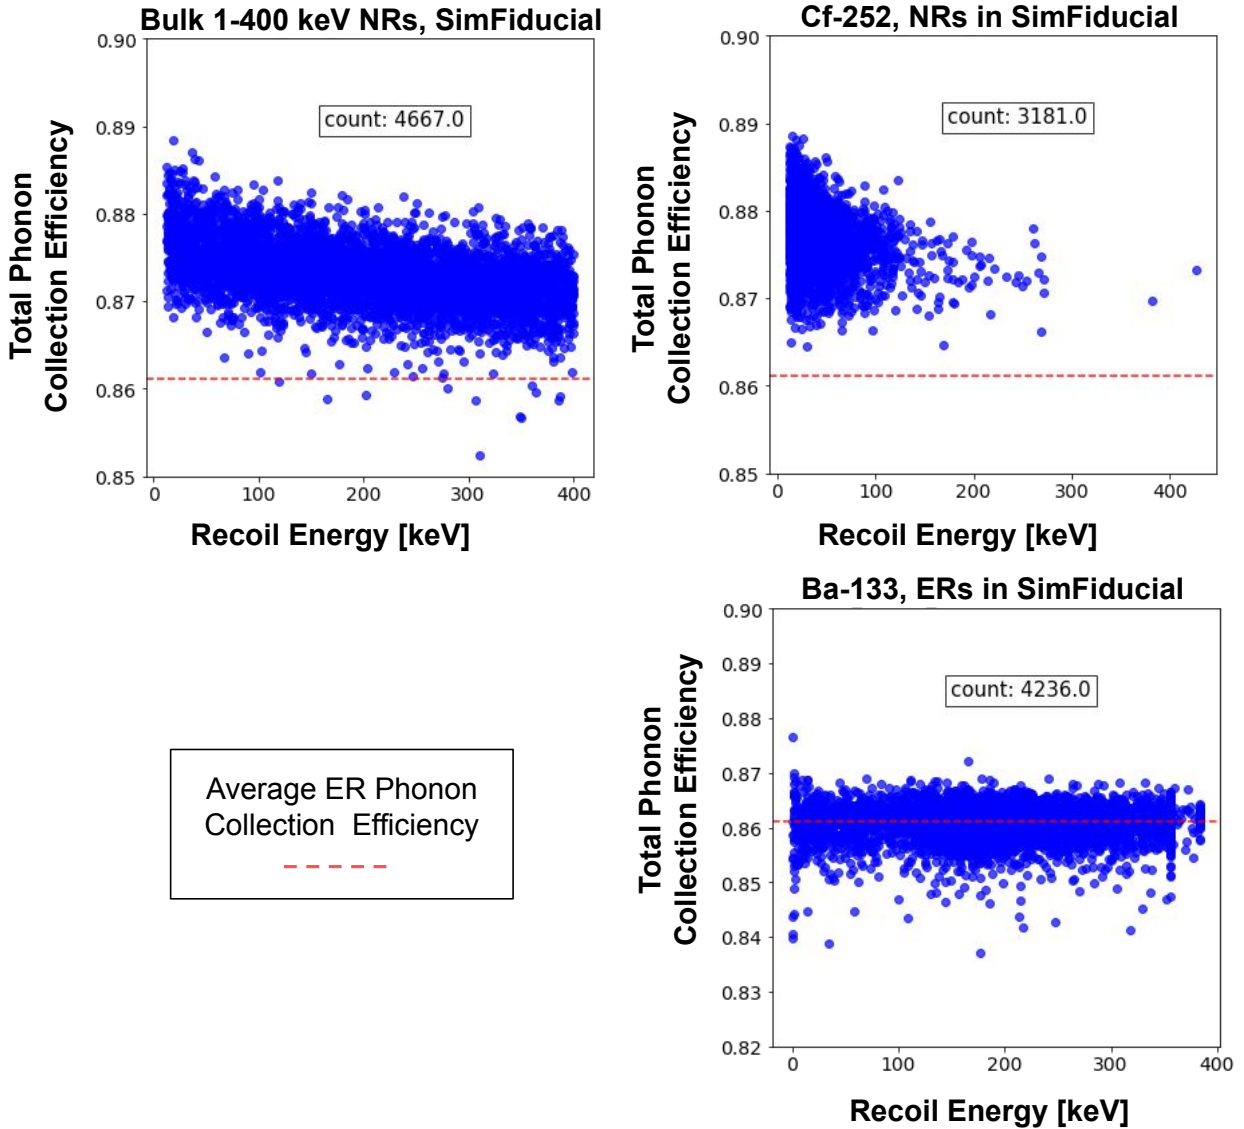 Bulk 1-400 keV NRs, SimFiducial
count: 4667.0
Total Phonon
Collection Efficiency
0.90
0.89
0.88
0.87
0.86
0.85
0
100
200
300
400
Recoil Energy [keV]
Cf-252, NRs in SimFiducial
count: 3181.0
Total Phonon
Collection Efficiency
0.90
0.89
0.88
0.87
0.86
0.85
0
100
200
300
400
Recoil Energy [keV]
Average ER Phonon
Collection Efficiency
Ba-133, ERs in SimFiducial
count: 4236.0
Total Phonon
Collection Efficiency
0.90
0.89
0.88
0.87
0.86
0.85
0.84
0.83
0.82
0
100
200
300
400
Recoil Energy [keV]